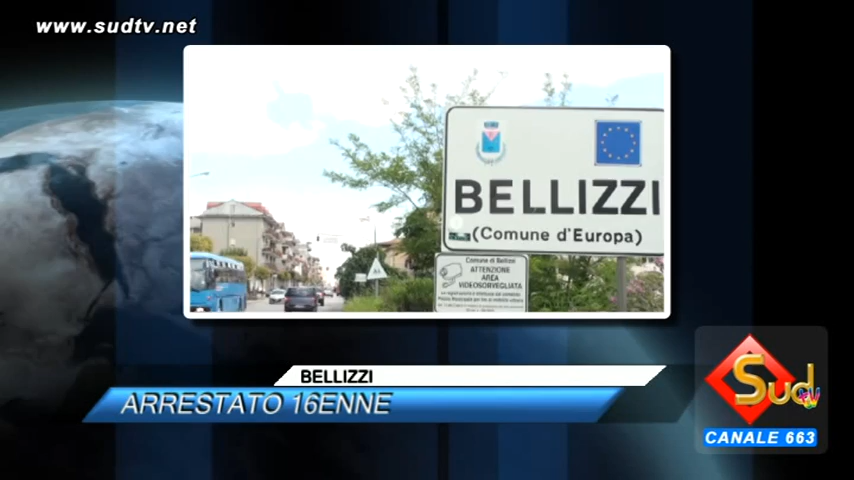 www.sudtv.net
BELLIZZI
(Comune d'Europa)
Comune di Bellizzi
ATTENZIONE
AREA
VIDEOSORVEGLIATA
BELLIZZI
ARRESTATO 16ENNE
Sud tv
CANALE 663